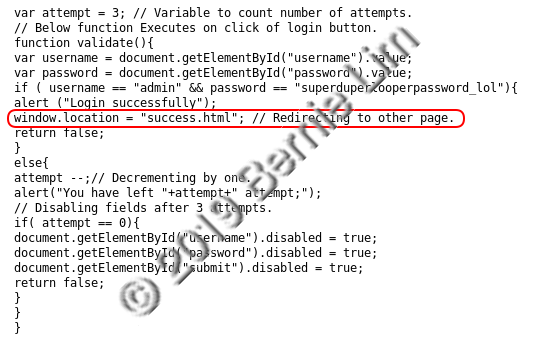 var attempt = 3; // Variable to count number of attempts.
// Below function Executes on click of login button.
function validate(){
var username = document.getElementById("username").value;
var password = document.getElementById("password").value;
if ( username == "admin" && password == "superduperlooperpassword_lol"){
alert ("Login successfully");
window.location = "success.html"; // Redirecting to other page.
return false;
}
else{
attempt --;// Decrementing by one.
alert("You have left "+attempt+" attempt;");
// Disabling fields after 3 attempts.
if( attempt == 0){
document.getElementById("username").disabled = true;
document.getElementById("password").disabled = true;
document.getElementById("submit").disabled = true;
return false;
}
}
}
© 2019 Bernie Lim